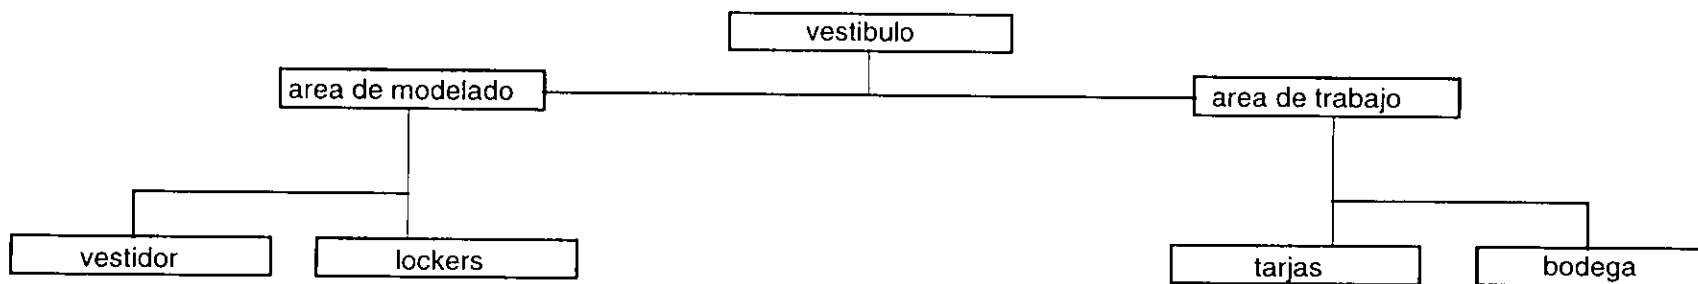 vestibulo
area de modelado
area de trabajo
vestidor
lockers
tarjas
bodega